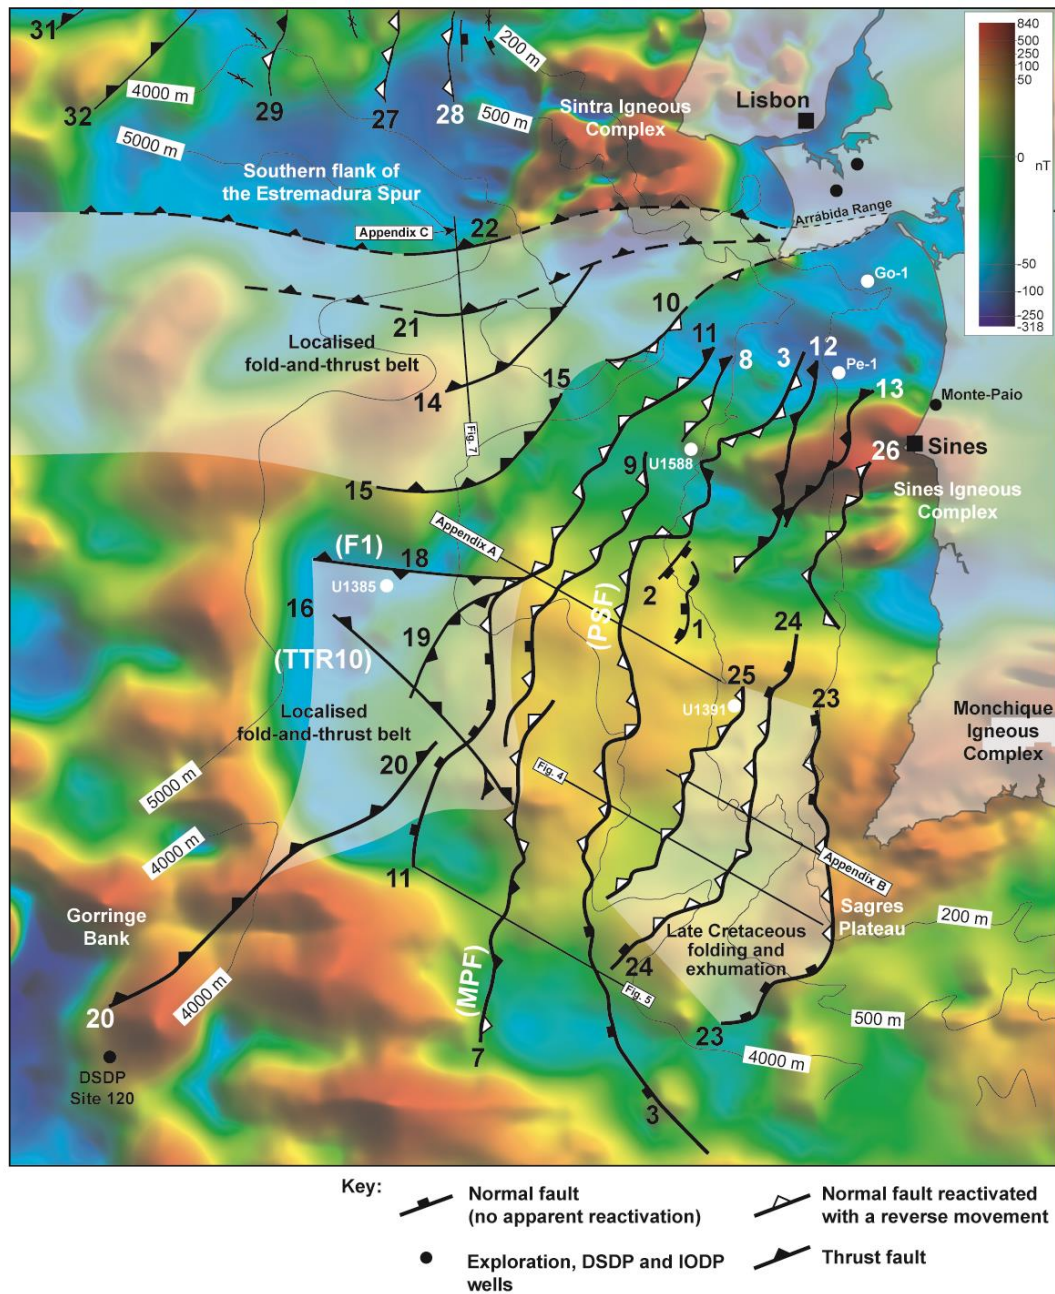 31
32
4000 m
5000 m
29
27
28
200 m
500 m
Sintra Igneous
Complex
Lisbon
840
500
250
100
50
0
nT
-50
-100
-250
-318
Southern flank of
the Estremadura Spur
Appendix C
22
Arrábida Range
Go-1
21
Localised
fold-and-thrust belt
14
15
10
11
8
3
12
Pe-1
13
Monte-Paio
Fig. 7
9
U1588
26
Sines
Sines Igneous
Complex
15
Appendix A
(F1)
18
U1385
16
19
(TTR10)
(PSF)
2
1
24
25
23
U1391
Monchique
Igneous
Complex
Localised
fold-and-thrust belt
20
5000 m
4000 m
Fig. 4
11
Appendix B
Gorringe
Bank
Sagres
Plateau
200 m
Late Cretaceous
folding and
exhumation
24
4000 m
(MPF)
Fig. 5
500 m
20
7
23
4000 m
DSDP
Site 120
3
Key:
Normal fault
(no apparent reactivation)
Normal fault reactivated
with a reverse movement
Exploration, DSDP and IODP
wells
Thrust fault